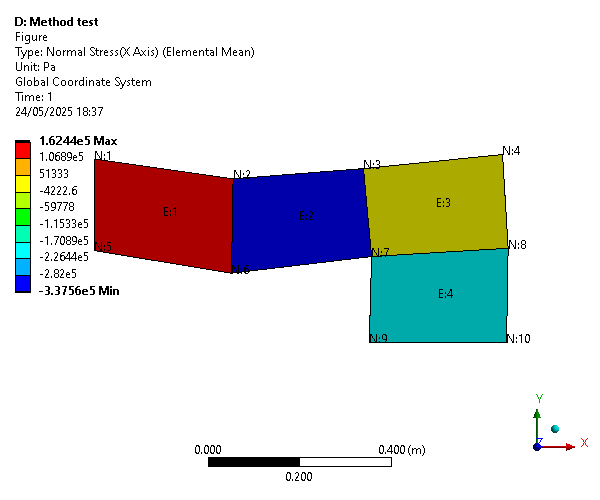 D: Method test
Figure
Type: Normal Stress(X Axis) (Elemental Mean)
Unit: Pa
Global Coordinate System
Time: 1
24/05/2025 18:37
1.6244e5 Max
1.0689e5
51333
-4222.6
-59778
-1.1533e5
-1.7089e5
-2.2644e5
-2.82e5
-3.3756e5 Min
N:1
N:2
N:3
N:4
E:1
E:2
E:3
N:5
N:6
N:7
N:8
E:4
N:9
N:10
0.000
0.400 (m)
0.200
Y
Z
X